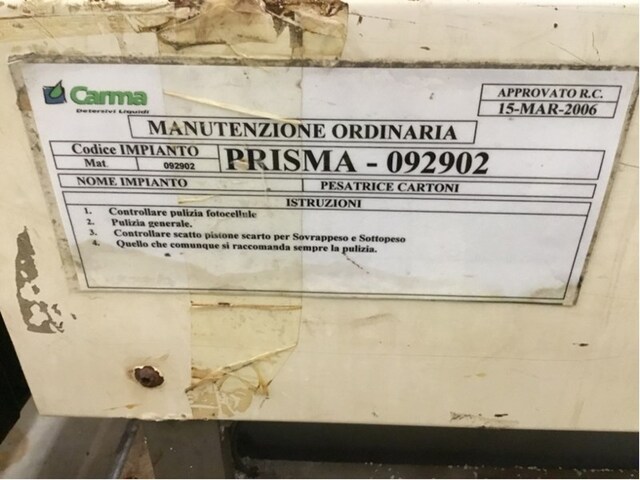 Carma
Detersivi Liquidi
APPROVATO R.C.
15-MAR-2006
MANUTENZIONE ORDINARIA
Codice IMPIANTO
Mat. 092902
PRISMA - 092902
NOME IMPIANTO PESATRICE CARTONI
ISTRUZIONI
1. Controllare pulizia fotocellule
2. Pulizia generale.
3. Controllare scatto pistone scarto per Sovrappeso e Sottopeso
4. Quello che comunque si raccomanda sempre la pulizia.